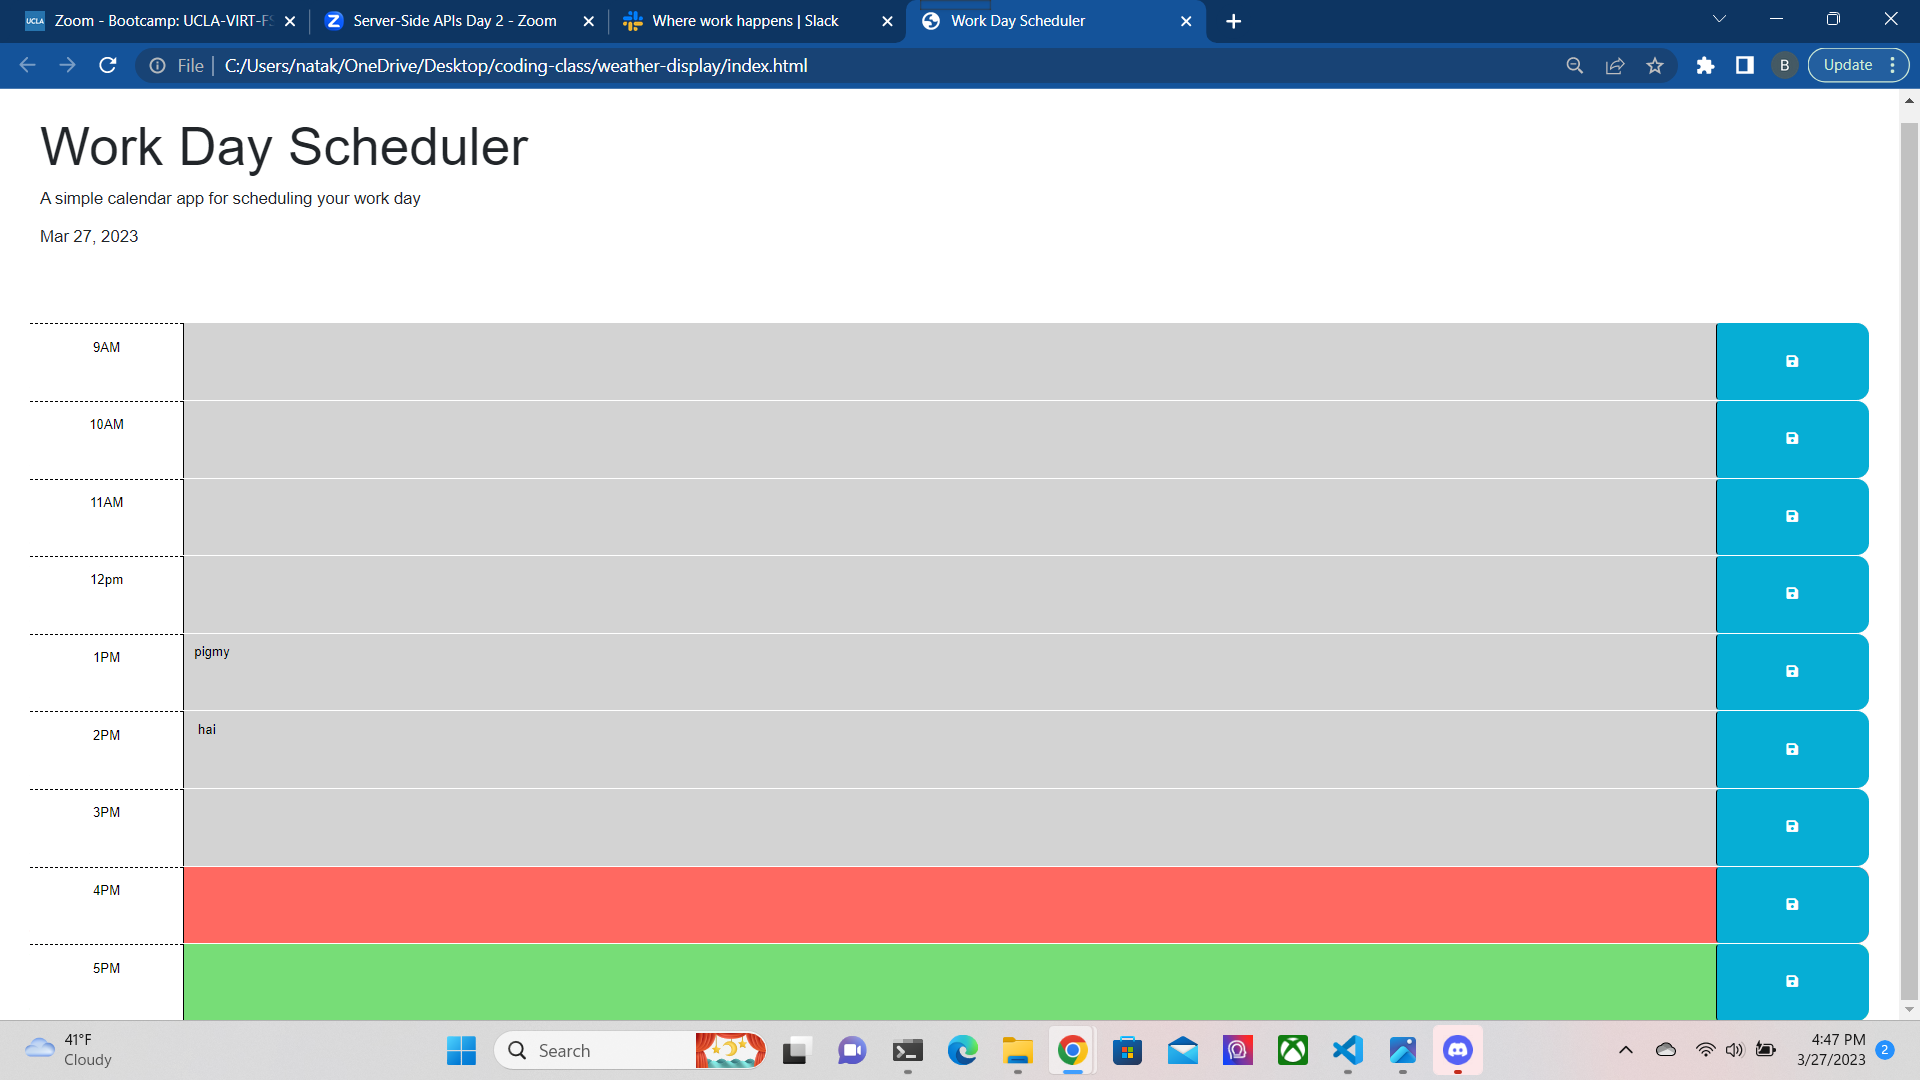 UCLA Zoom - Bootcamp: UCLA-VIRT-FS
Server-Side APIs Day 2 - Zoom
Where work happens | Slack
Work Day Scheduler
File
C:/Users/natak/OneDrive/Desktop/coding-class/weather-display/index.html
B
Update
Work Day Scheduler
A simple calendar app for scheduling your work day
Mar 27, 2023
9AM
10AM
11AM
12pm
1PM pigmy
2PM hai
3PM
4PM
5PM
41°F
Cloudy
Search
4:47 PM
3/27/2023
2